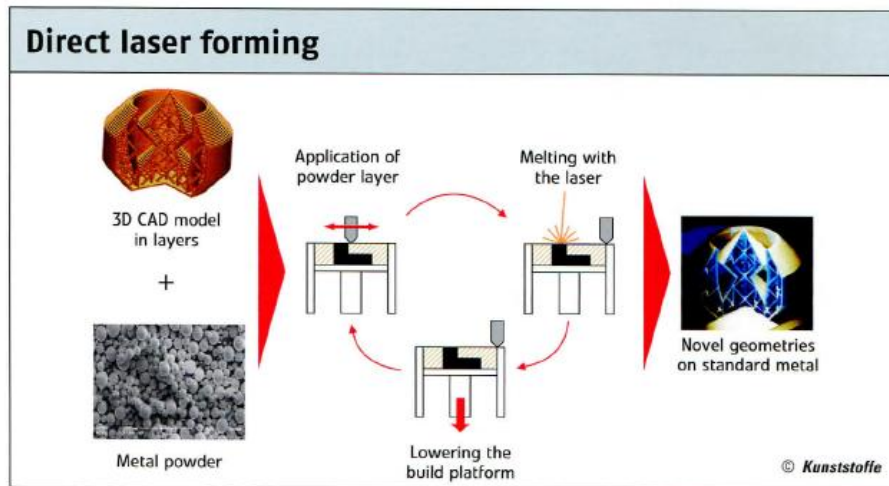 Direct laser forming
3D CAD model
in layers
+
Metal powder
Application of
powder layer
Melting with
the laser
Lowering the
build platform
Novel geometries
on standard metal
© Kunststoffe